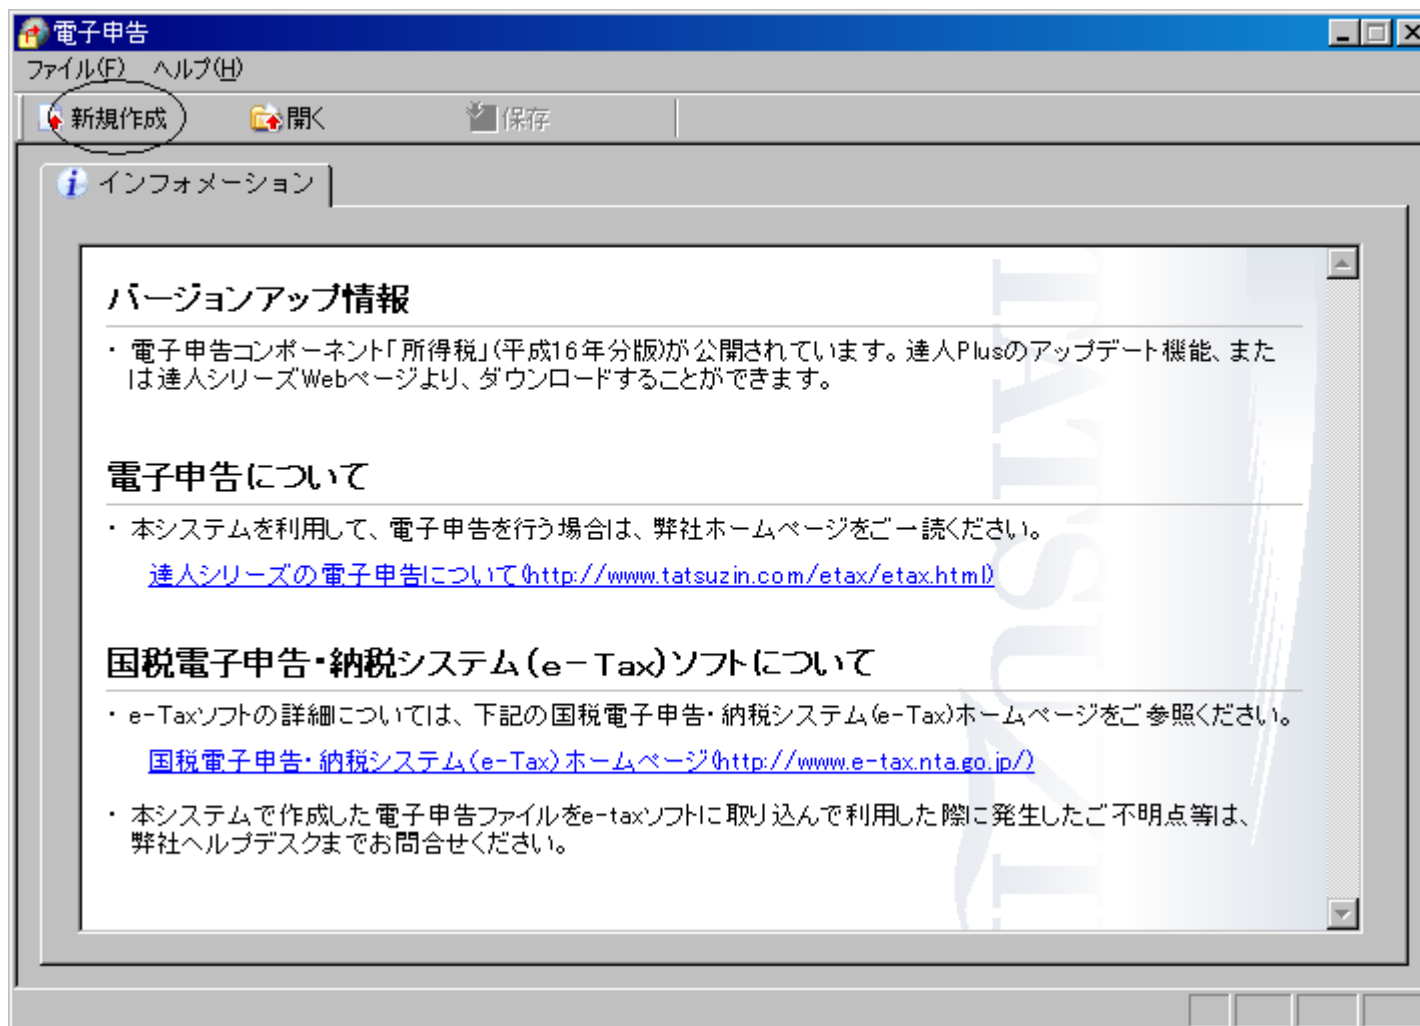 電子申告
ファイル(F) ヘルプ(H)
新規作成 開く 保存
インフォメーション
バージョンアップ情報
・ 電子申告コンポーネント「所得税」(平成16年分版)が公開されています。達人Plusのアップデート機能、また
は達人シリーズWebページより、ダウンロードすることができます。
電子申告について
・ 本システムを利用して、電子申告を行う場合は、弊社ホームページをご一読ください。
達人シリーズの電子申告について(http://www.tatsuzin.com/etax/etax.html)
国税電子申告・納税システム(e-Tax)ソフトについて
・ e-Taxソフトの詳細については、下記の国税電子申告・納税システム(e-Tax)ホームページをご参照ください。
国税電子申告・納税システム(e-Tax)ホームページ(http://www.e-tax.nta.go.jp/)
・ 本システムで作成した電子申告ファイルをe-taxソフトに取り込んで利用した際に発生したご不明点等は、
弊社ヘルプデスクまでお問合せください。
TATSUZI